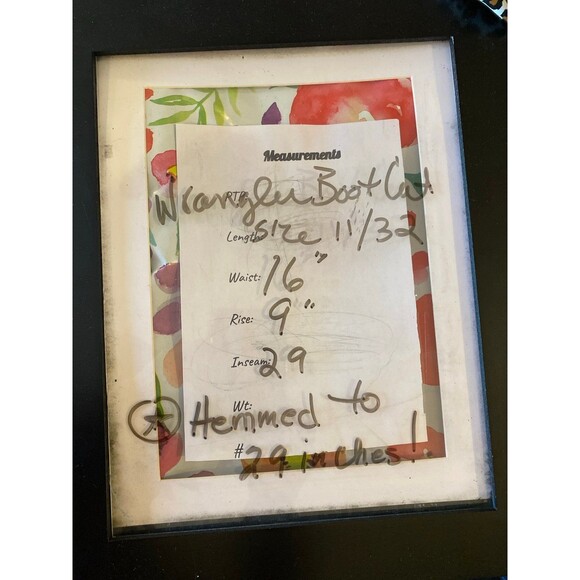 Measurements
PTP:
Wrangler Boot Cut
Length: size 11/32
Waist: 16"
Rise: 9"
Inseam: 29
Wt:
Hemmed to
# 29 inches!